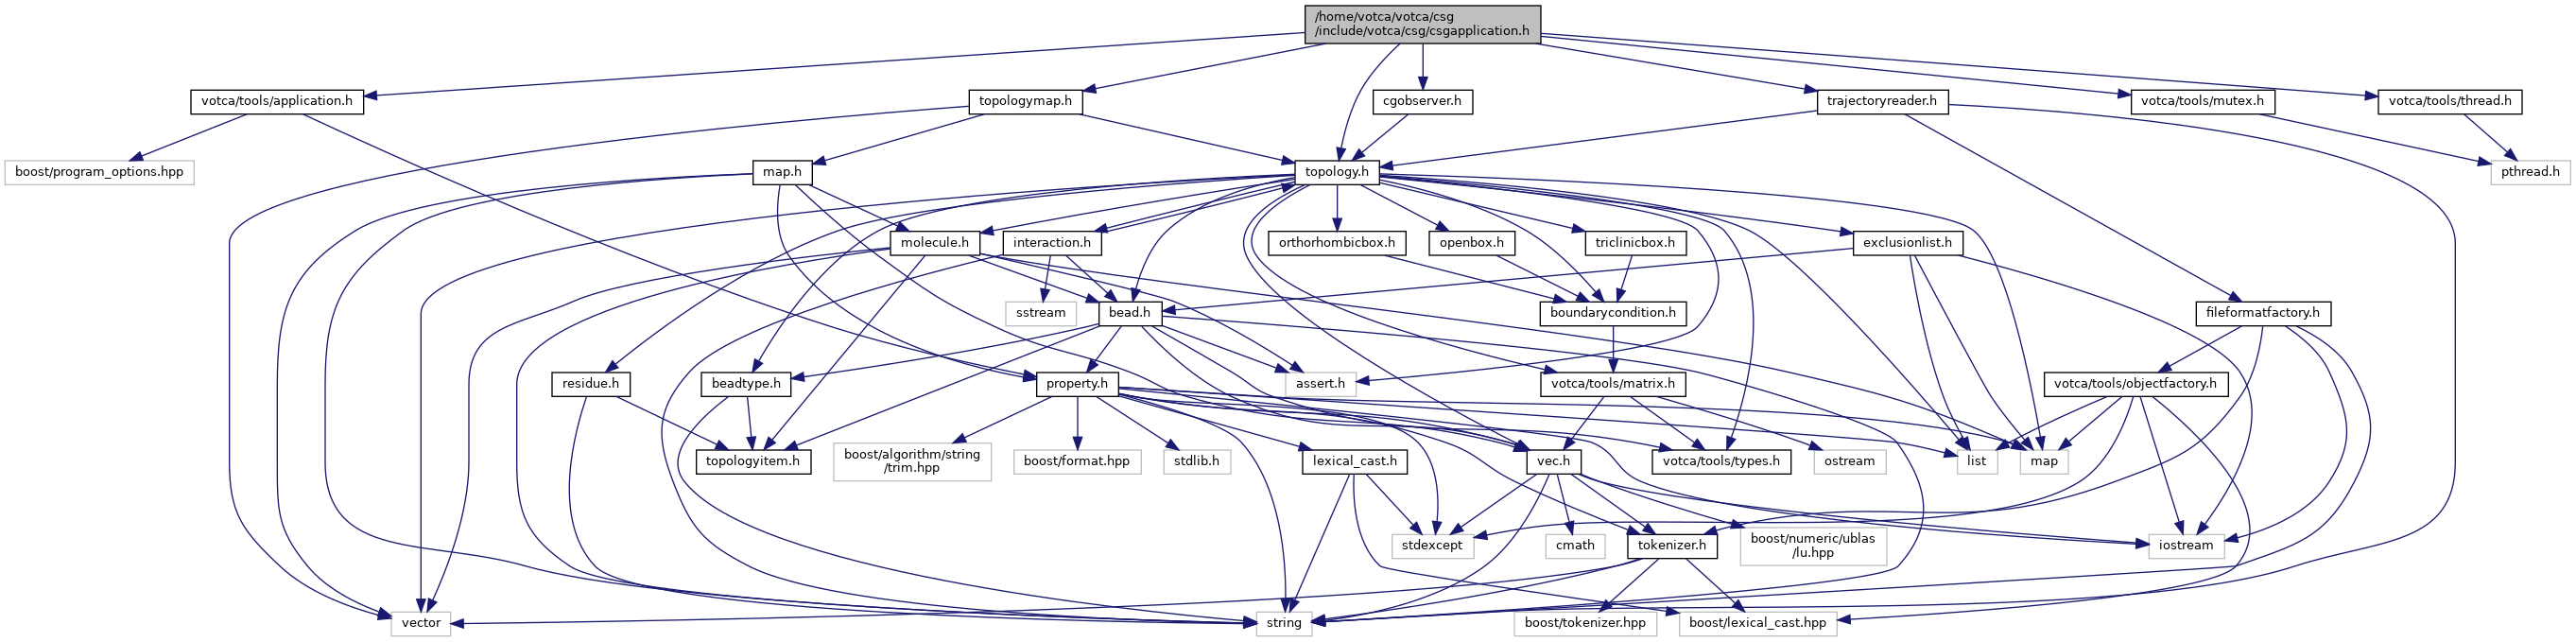 /home/votca/votca/csg
/include/votca/csg/csgapplication.h
votca/tools/application.h
topologymap.h
cgobserver.h
trajectoryreader.h
votca/tools/mutex.h
votca/tools/thread.h
boost/program_options.hpp
map.h
topology.h
pthread.h
molecule.h
interaction.h
orthorhombicbox.h
openbox.h
triclinicbox.h
exclusionlist.h
sstream
bead.h
boundarycondition.h
fileformatfactory.h
residue.h
beadtype.h
property.h
assert.h
votca/tools/matrix.h
votca/tools/objectfactory.h
topologyitem.h
boost/algorithm/string
/trim.hpp
boost/format.hpp
stdlib.h
lexical_cast.h
vec.h
votca/tools/types.h
ostream
list
map
stdexcept
cmath
tokenizer.h
boost/numeric/ublas
/lu.hpp
iostream
vector
string
boost/tokenizer.hpp
boost/lexical_cast.hpp